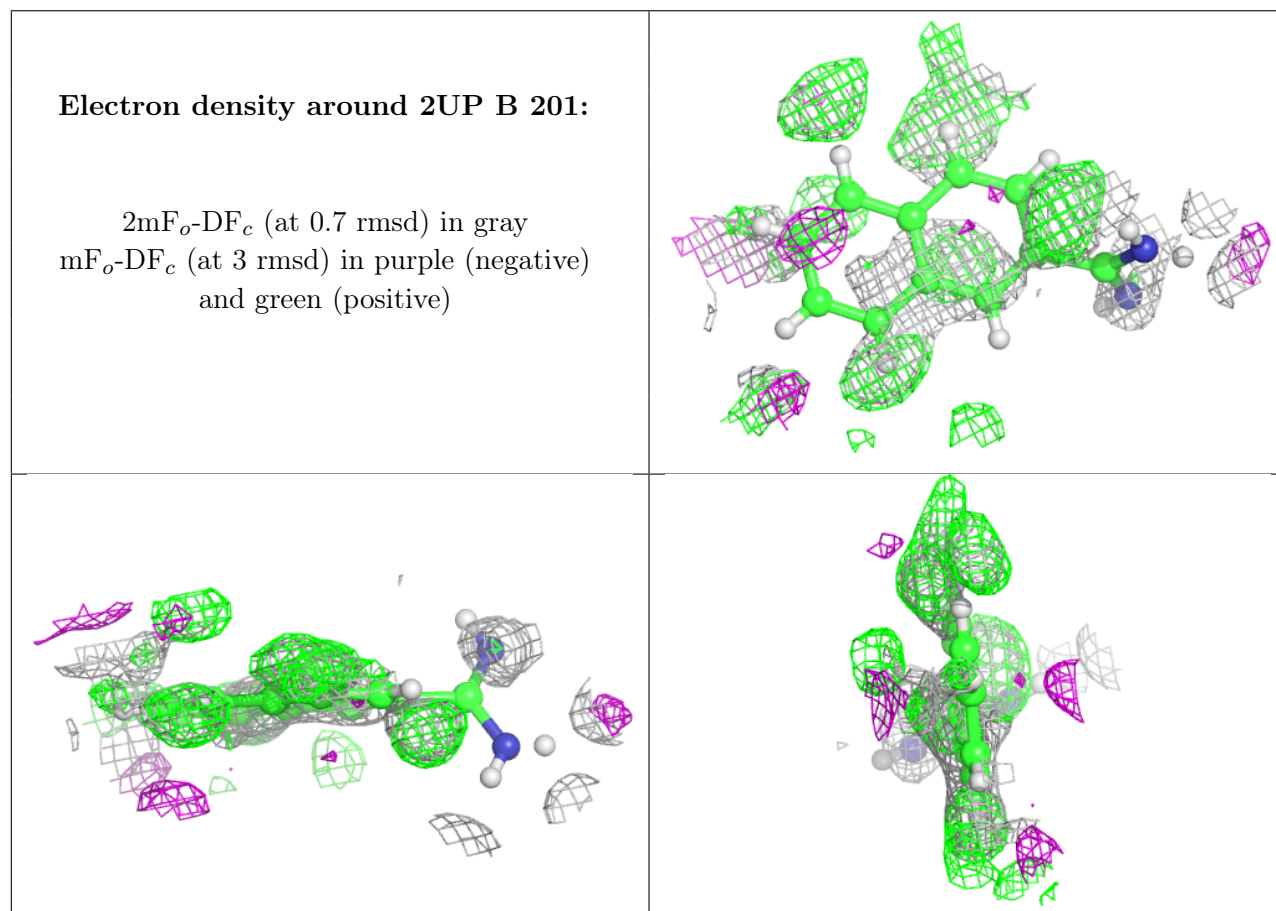 Electron density around 2UP B 201:
2mFo-DFc (at 0.7 rmsd) in gray
mFo-DFc (at 3 rmsd) in purple (negative)
and green (positive)